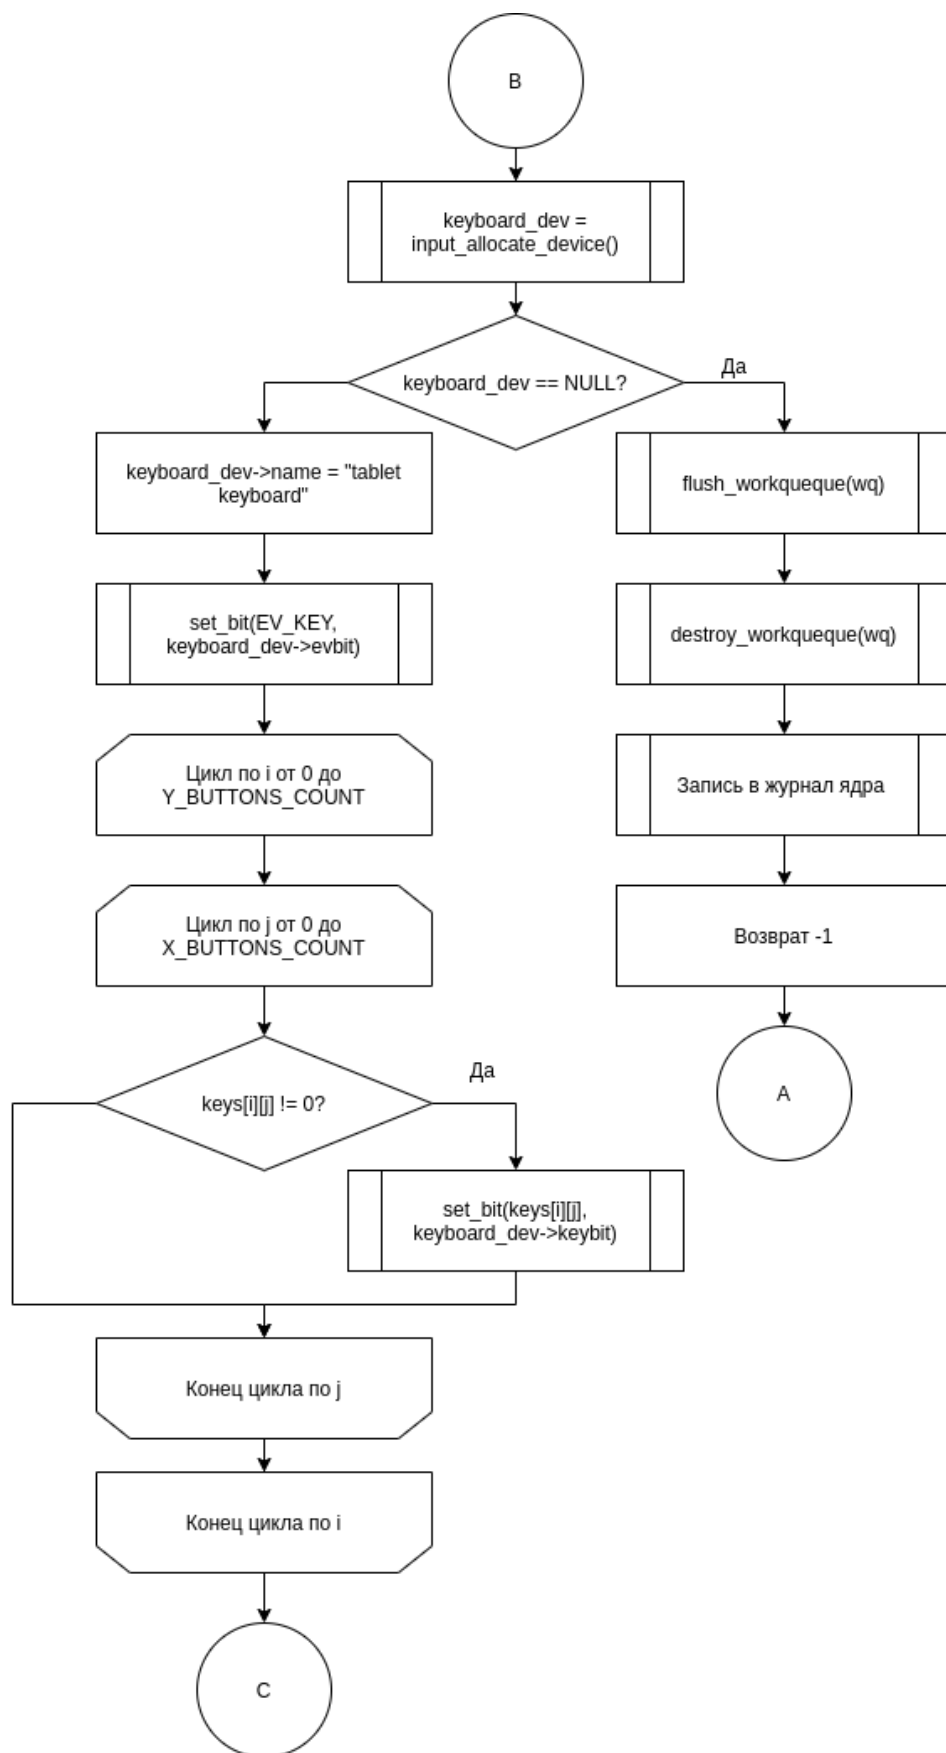 B
keyboard_dev =
input_allocate_device()
keyboard_dev == NULL?
Да
keyboard_dev->name = "tablet
keyboard"
flush_workqueque(wq)
set_bit(EV_KEY,
keyboard_dev->evbit)
destroy_workqueque(wq)
Цикл по i от 0 до
Y_BUTTONS_COUNT
Запись в журнал ядра
Цикл по j от 0 до
X_BUTTONS_COUNT
Возврат -1
keys[i][j] != 0?
Да
A
set_bit(keys[i][j],
keyboard_dev->keybit)
Конец цикла по j
Конец цикла по i
C